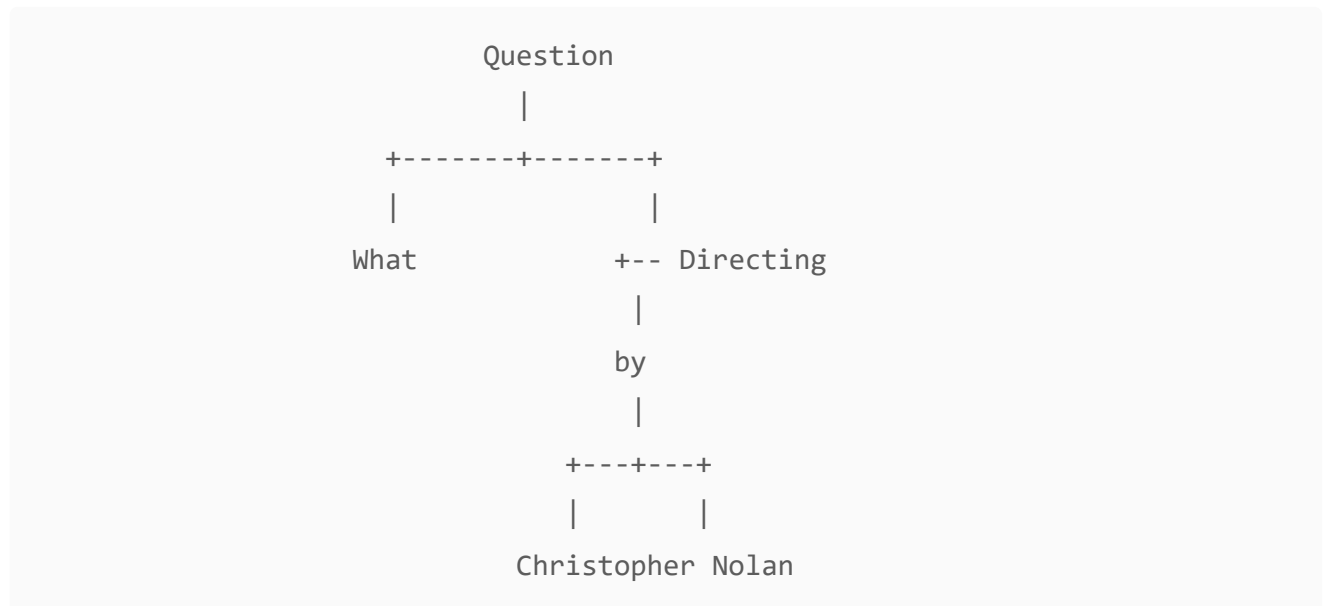 Question
|
+-------+-------+
| |
What +-- Directing
|
by
|
+---+---+
| |
Christopher Nolan